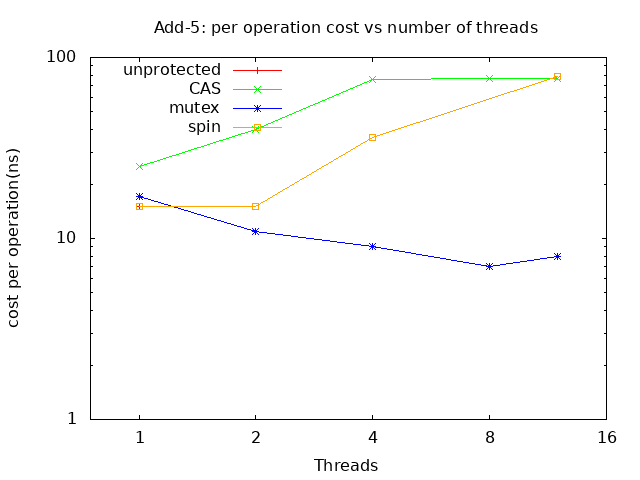 Add-5: per operation cost vs number of threads
100
10
1
cost per operation(ns)
unprotected
CAS
mutex
spin
1 2 4 8 16
Threads